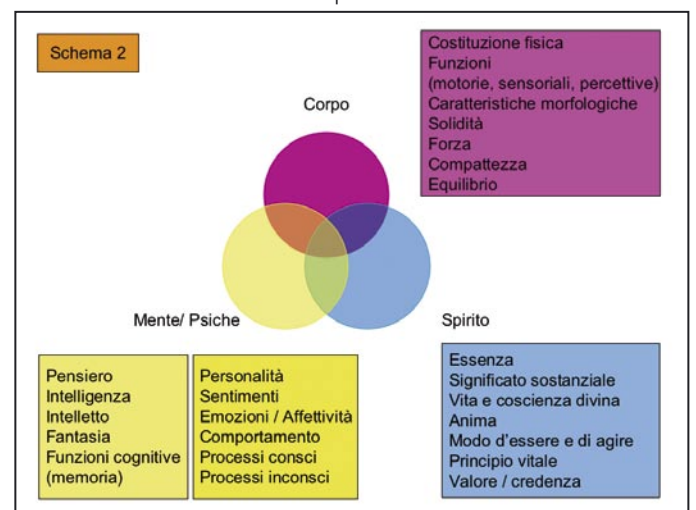 Schema 2
Costituzione fisica
Funzioni
(motorie, sensoriali, percettive)
Caratteristiche morfologiche
Solidità
Forza
Compattezza
Equilibrio
Corpo
Mente/ Psiche
Spirito
Pensiero
Intelligenza
Intelletto
Fantasia
Funzioni cognitive
(memoria)
Personalità
Sentimenti
Emozioni / Affettività
Comportamento
Processi consci
Processi inconsci
Essenza
Significato sostanziale
Vita e coscienza divina
Anima
Modo d'essere e di agire
Principio vitale
Valore / credenza